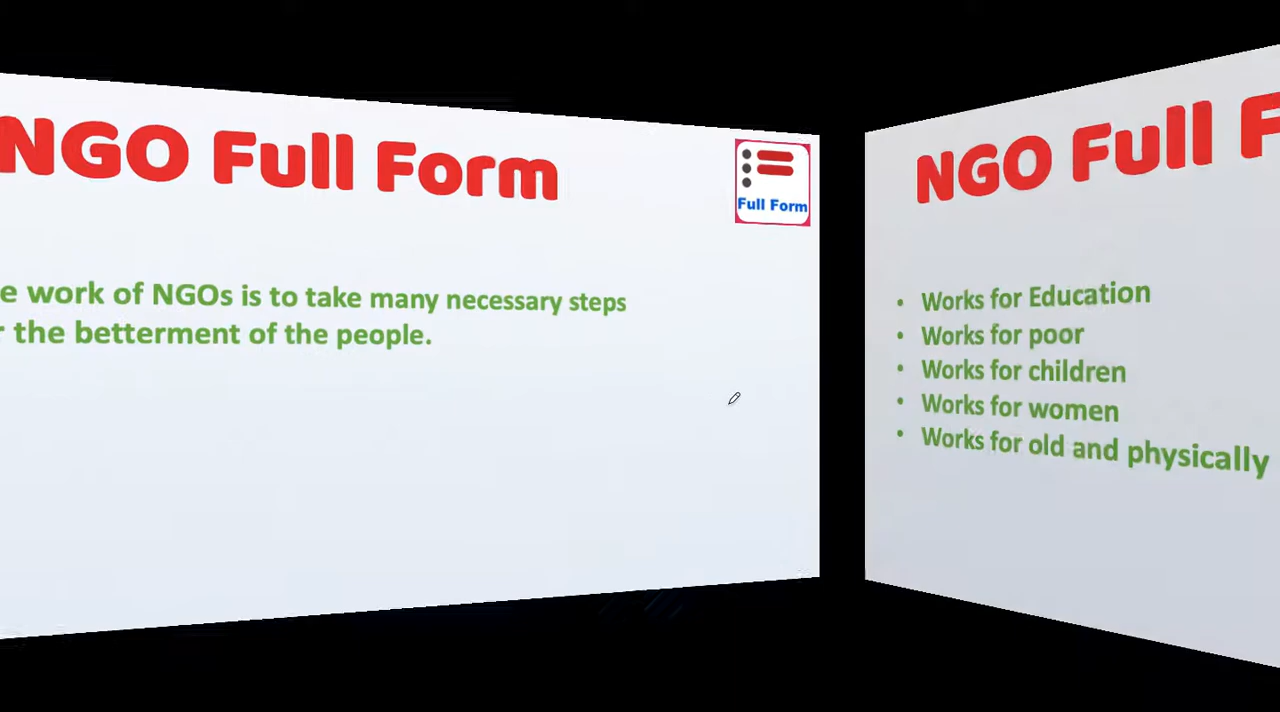 NGO Full Form
Full Form
e work of NGOs is to take many necessary steps
the betterment of the people.
NGO Full F
• Works for Education
• Works for poor
• Works for children
• Works for women
• Works for old and physically